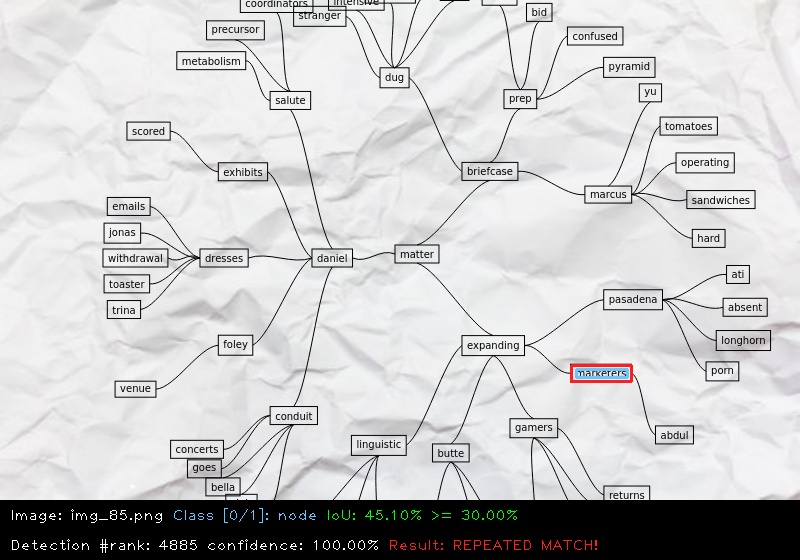 coordinators
intensive
stranger
bid
precursor
confused
metabolism
pyramid
dug
yu
salute
prep
tomatoes
scored
operating
exhibits
briefcase
marcus
sandwiches
emails
jonas
hard
withdrawal
dresses
daniel
matter
ati
toaster
trina
pasadena
absent
foley
expanding
longhorn
marketers
porn
venue
conduit
gamers
abdul
concerts
linguistic
butte
goes
bella
returns
Image: img_85.png Class [0/1]: node IoU: 45.10% >= 30.00%
Detection #rank: 4885 confidence: 100.00% Result: REPEATED MATCH!